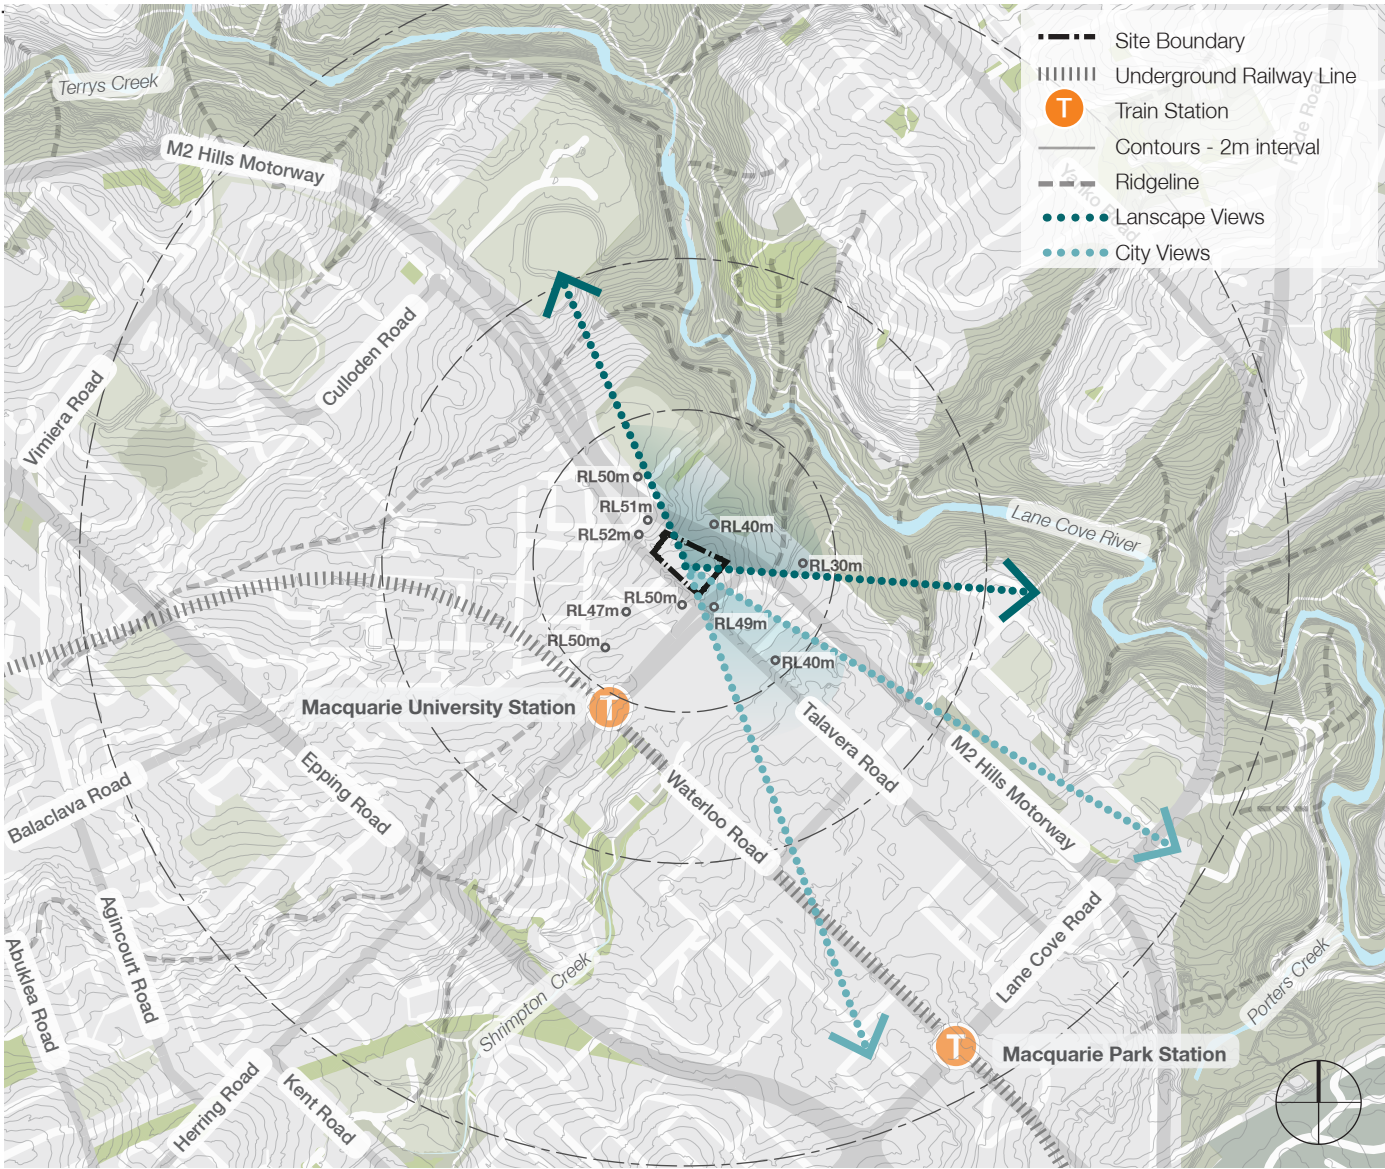 Site Boundary
Underground Railway Line
T
Train Station
Contours - 2m interval
Ridgeline
Lanscape Views
City Views
Terrys Creek
M2 Hills Motorway
Culloden Road
Vimiera Road
RL50m
RL51m
RL52m
RL40m
RL30m
Lane Cove River
RL50m
RL47m
RL49m
RL50m
RL40m
Macquarie University Station
T
Talavera Road
M2 Hills Motorway
Epping Road
Waterloo Road
Balaclava Road
Agincourt Road
Abuklea Road
Lane Cove Road
Shrimpton Creek
Porters Creek
T
Macquarie Park Station
Herring Road
Kent Road